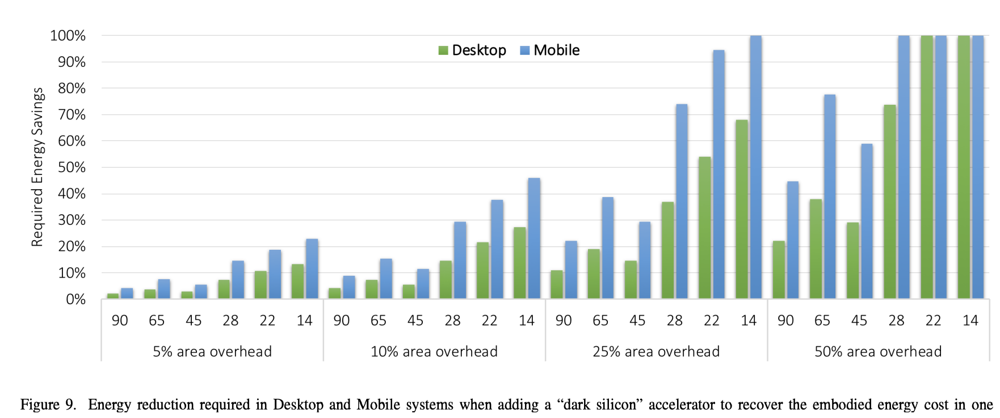 100%
90%
80%
70%
60%
50%
40%
30%
20%
10%
0%
Required Energy Savings
Desktop Mobile
90 65 45 28 22 14 90 65 45 28 22 14 90 65 45 28 22 14 90 65 45 28 22 14
5% area overhead 10% area overhead 25% area overhead 50% area overhead
Figure 9. Energy reduction required in Desktop and Mobile systems when adding a “dark silicon” accelerator to recover the embodied energy cost in one